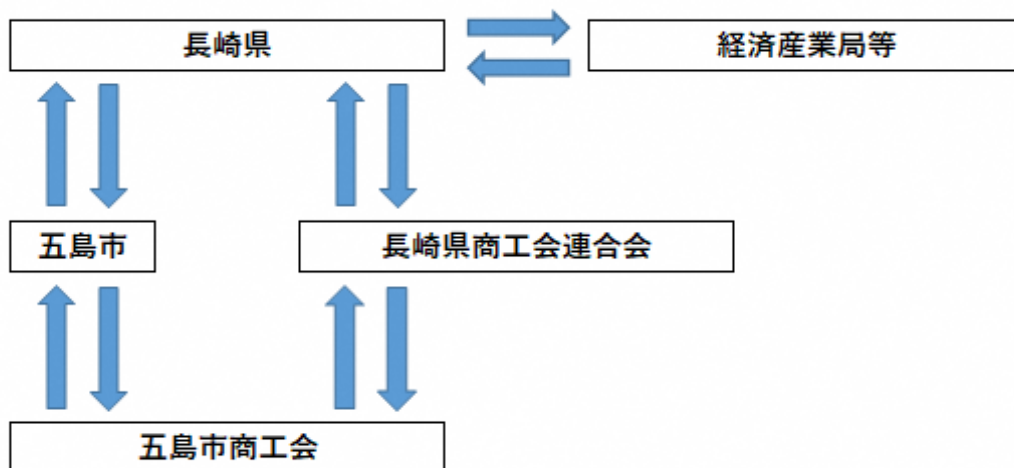 長崎県
経済産業局等
五島市
長崎県商工会連合会
五島市商工会